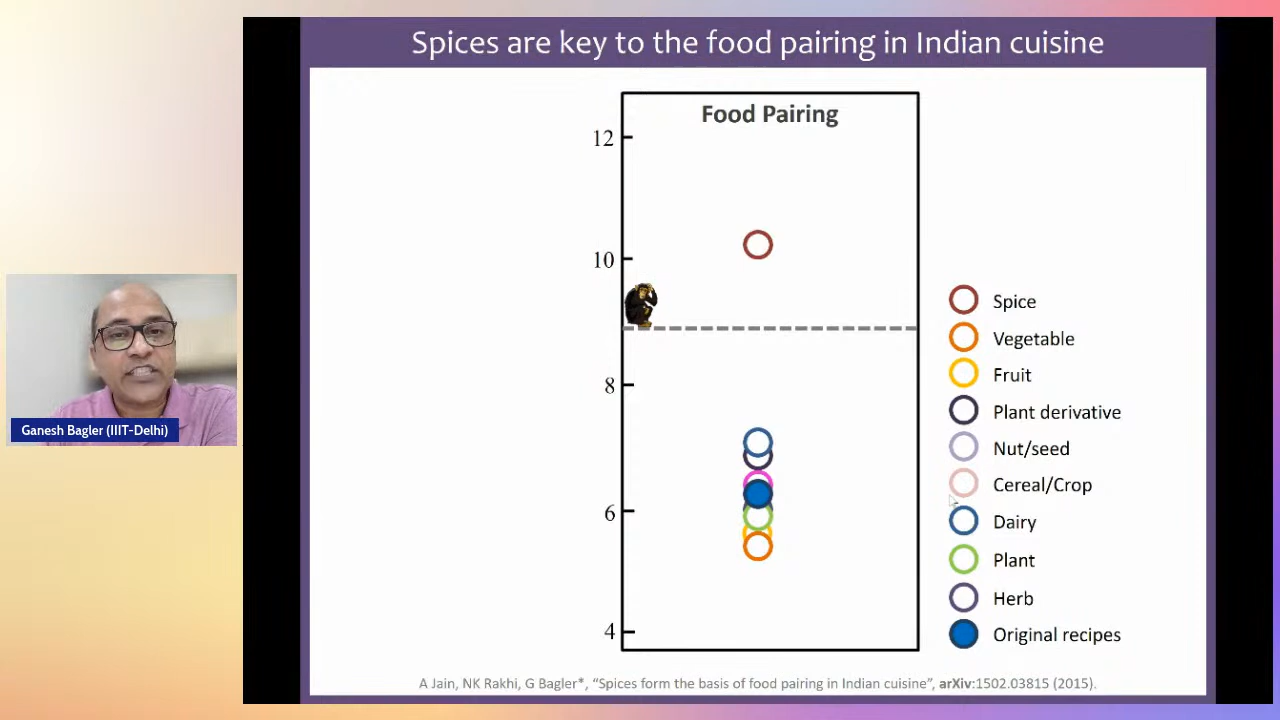 Spices are key to the food pairing in Indian cuisine
Food Pairing
12
10
8
6
4
Spice
Vegetable
Fruit
Plant derivative
Nut/seed
Cereal/Crop
Dairy
Plant
Herb
Original recipes
Ganesh Bagler (IIIT-Delhi)
A Jain, NK Rakhi, G Bagler*, “Spices form the basis of food pairing in Indian cuisine”, arXiv:1502.03815 (2015).